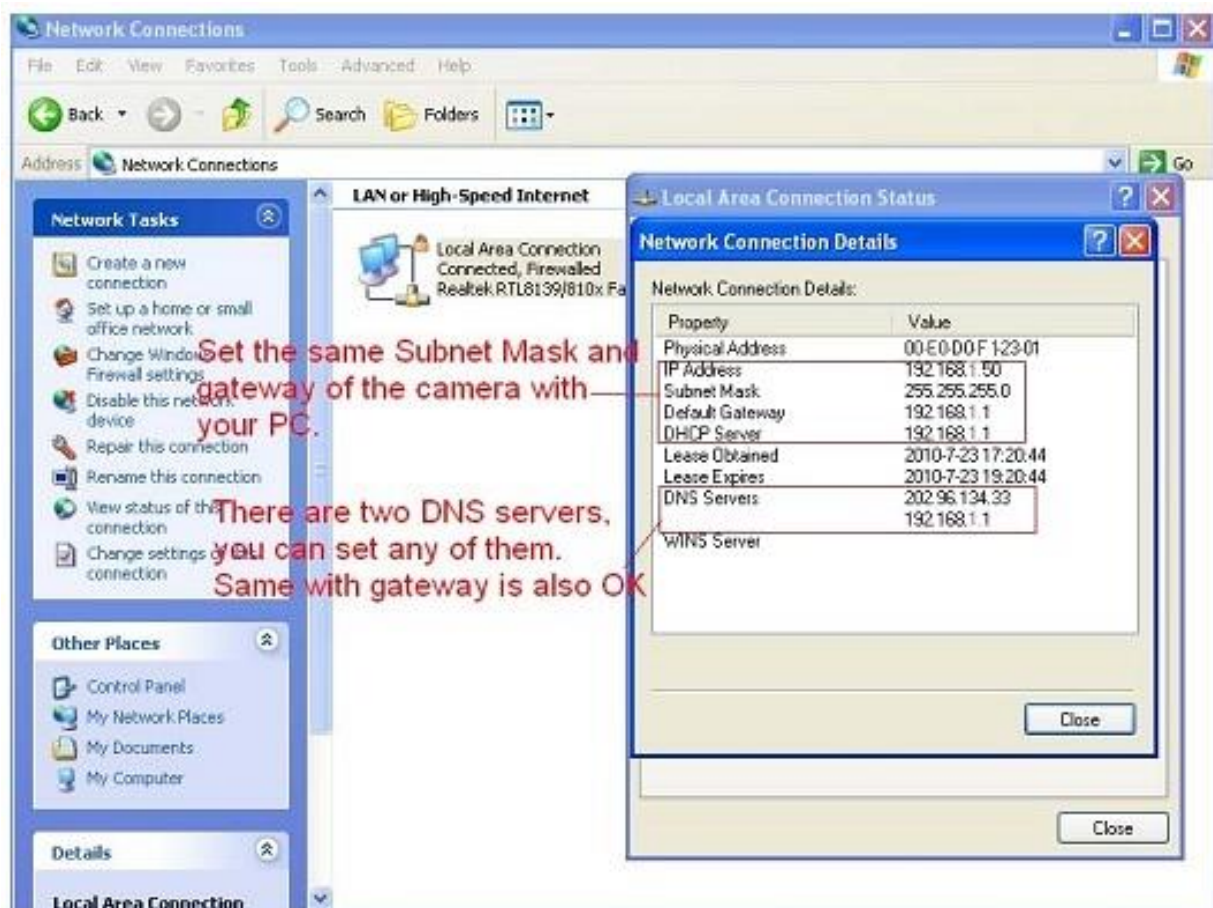 Network Connections
File Edit View Favorites Tools Advanced Help
Back Search Folders
Address Network Connections Go
Network Tasks
Create a new
connection
Set up a home or small
office network
Change Windows
Firewall settings
Disable this network
device
Repair this connection
Rename this connection
View status of this
connection
Change settings of this
connection
Other Places
Control Panel
My Network Places
My Documents
My Computer
Details
Local Area Connection
LAN or High-Speed Internet
Local Area Connection
Connected, Firewalled
Realtek RTL8139/810x Fa
Set the same Subnet Mask and
gateway of the camera with
your PC.
There are two DNS servers,
you can set any of them.
Same with gateway is also OK
Local Area Connection Status
Network Connection Details
Network Connection Details:
Property Value
Physical Address 00-E0-D0-F1-23-01
IP Address 192.168.1.50
Subnet Mask 255.255.255.0
Default Gateway 192.168.1.1
DHCP Server 192.168.1.1
Lease Obtained 2010-7-23 17:20:44
Lease Expires 2010-7-23 19:20:44
DNS Servers 202.96.134.33
192.168.1.1
WINS Server
Close
Close